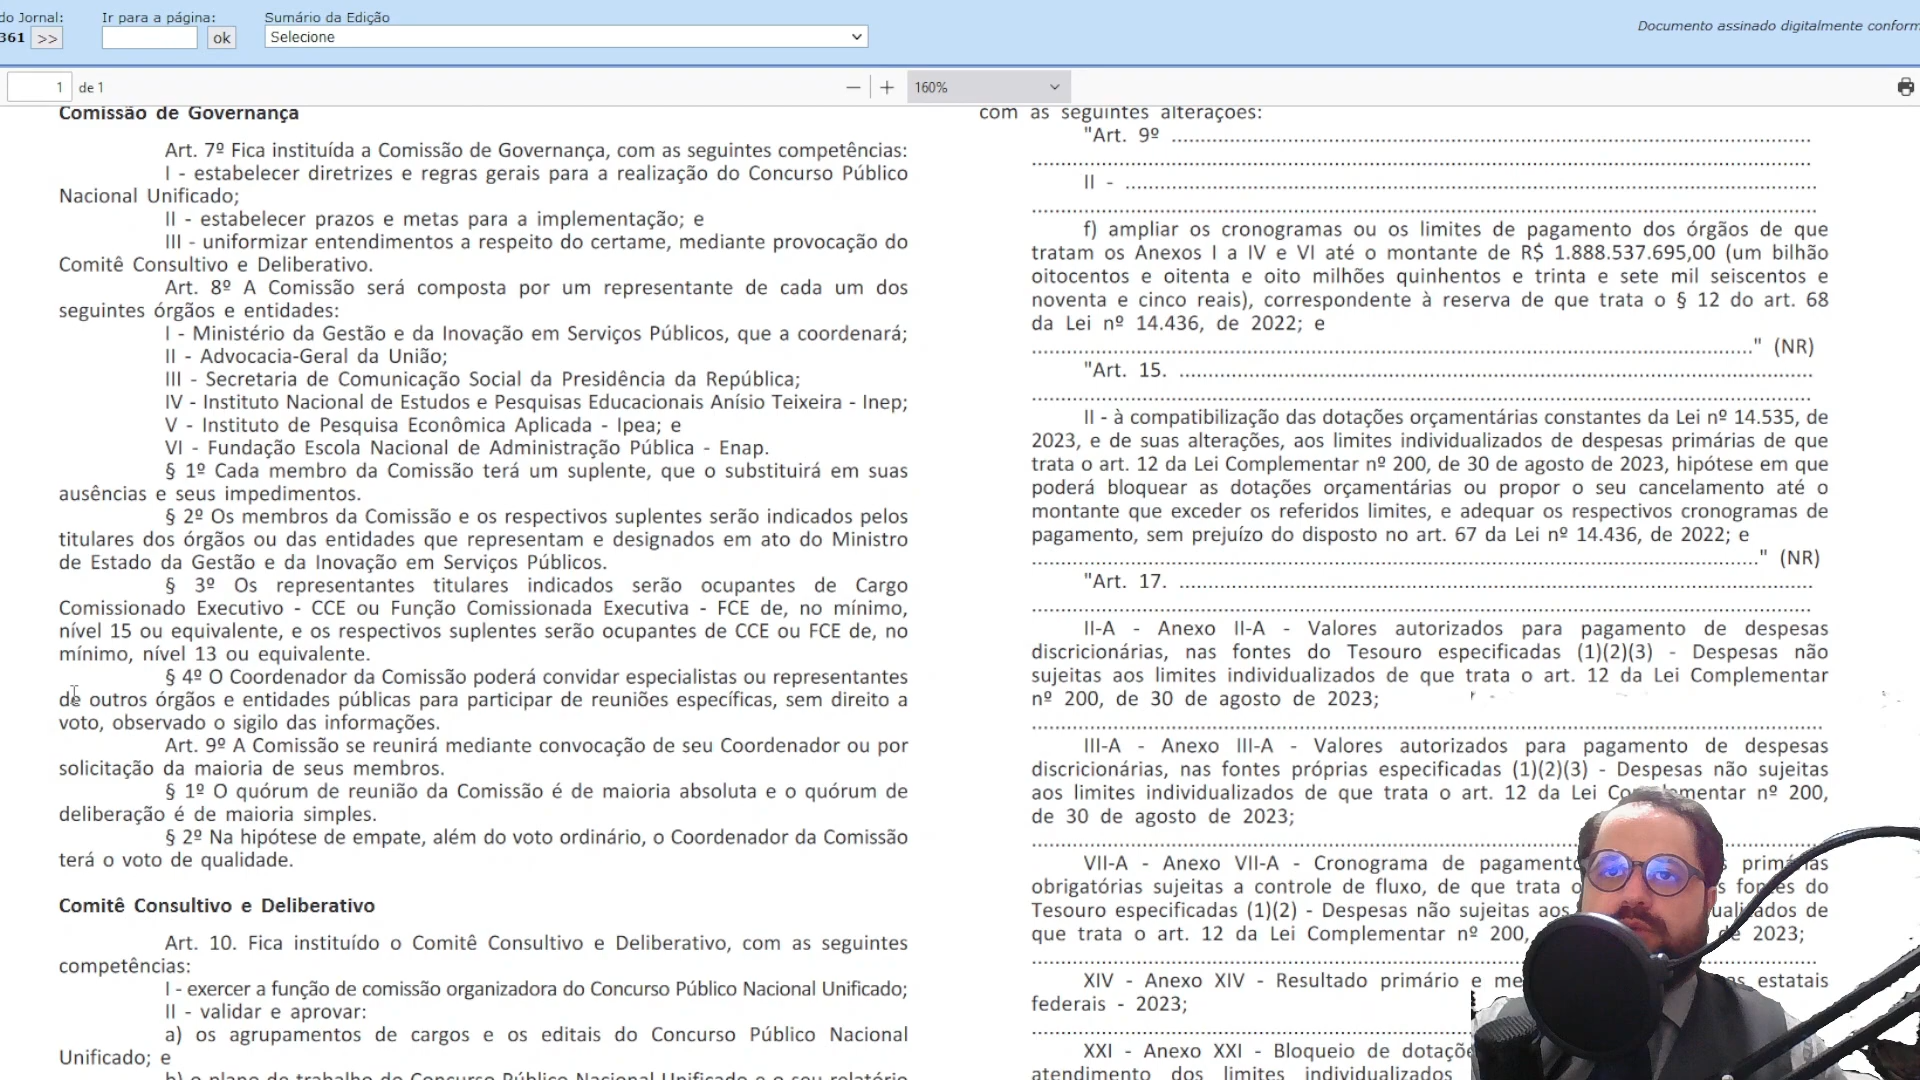 do Jornal:
Ir para a página:
Sumário da Edição
361 >>
ok
Selecione
Documento assinado digitalmente conform
1 de 1
160%
Comissão de Governança
Art. 7º Fica instituída a Comissão de Governança, com as seguintes competências:
I - estabelecer diretrizes e regras gerais para a realização do Concurso Público
Nacional Unificado;
II - estabelecer prazos e metas para a implementação; e
III - uniformizar entendimentos a respeito do certame, mediante provocação do
Comitê Consultivo e Deliberativo.
Art. 8º A Comissão será composta por um representante de cada um dos
seguintes órgãos e entidades:
I - Ministério da Gestão e da Inovação em Serviços Públicos, que a coordenará;
II - Advocacia-Geral da União;
III - Secretaria de Comunicação Social da Presidência da República;
IV - Instituto Nacional de Estudos e Pesquisas Educacionais Anísio Teixeira - Inep;
V - Instituto de Pesquisa Econômica Aplicada - Ipea; e
VI - Fundação Escola Nacional de Administração Pública - Enap.
§ 1º Cada membro da Comissão terá um suplente, que o substituirá em suas
ausências e seus impedimentos.
§ 2º Os membros da Comissão e os respectivos suplentes serão indicados pelos
titulares dos órgãos ou das entidades que representam e designados em ato do Ministro
de Estado da Gestão e da Inovação em Serviços Públicos.
§ 3º Os representantes titulares indicados serão ocupantes de Cargo
Comissionado Executivo - CCE ou Função Comissionada Executiva - FCE de, no mínimo,
nível 15 ou equivalente, e os respectivos suplentes serão ocupantes de CCE ou FCE de, no
mínimo, nível 13 ou equivalente.
§ 4º O Coordenador da Comissão poderá convidar especialistas ou representantes
de outros órgãos e entidades públicas para participar de reuniões específicas, sem direito a
voto, observado o sigilo das informações.
Art. 9º A Comissão se reunirá mediante convocação de seu Coordenador ou por
solicitação da maioria de seus membros.
§ 1º O quórum de reunião da Comissão é de maioria absoluta e o quórum de
deliberação é de maioria simples.
§ 2º Na hipótese de empate, além do voto ordinário, o Coordenador da Comissão
terá o voto de qualidade.
Comitê Consultivo e Deliberativo
Art. 10. Fica instituído o Comitê Consultivo e Deliberativo, com as seguintes
competências:
I - exercer a função de comissão organizadora do Concurso Público Nacional Unificado;
II - validar e aprovar:
a) os agrupamentos de cargos e os editais do Concurso Público Nacional
Unificado; e
b) o plano de trabalho do Concurso Público Nacional Unificado e o seu relatório
com as seguintes alterações:
"Art. 9º ................................................................
................................................................
II - ................................................................
................................................................
f) ampliar os cronogramas ou os limites de pagamento dos órgãos de que
tratam os Anexos I a IV e VI até o montante de R$ 1.888.537.695,00 (um bilhão
oitocentos e oitenta e oito milhões quinhentos e trinta e sete mil seiscentos e
noventa e cinco reais), correspondente à reserva de que trata o § 12 do art. 68
da Lei nº 14.436, de 2022; e
................................................................" (NR)
"Art. 15. ................................................................
................................................................
II - à compatibilização das dotações orçamentárias constantes da Lei nº 14.535, de
2023, e de suas alterações, aos limites individualizados de despesas primárias de que
trata o art. 12 da Lei Complementar nº 200, de 30 de agosto de 2023, hipótese em que
poderá bloquear as dotações orçamentárias ou propor o seu cancelamento até o
montante que exceder os referidos limites, e adequar os respectivos cronogramas de
pagamento, sem prejuízo do disposto no art. 67 da Lei nº 14.436, de 2022; e
................................................................" (NR)
"Art. 17. ................................................................
................................................................
II-A - Anexo II-A - Valores autorizados para pagamento de despesas
discricionárias, nas fontes do Tesouro especificadas (1)(2)(3) - Despesas não
sujeitas aos limites individualizados de que trata o art. 12 da Lei Complementar
nº 200, de 30 de agosto de 2023;
................................................................
III-A - Anexo III-A - Valores autorizados para pagamento de despesas
discricionárias, nas fontes próprias especificadas (1)(2)(3) - Despesas não sujeitas
aos limites individualizados de que trata o art. 12 da Lei Complementar nº 200,
de 30 de agosto de 2023;
................................................................
VII-A - Anexo VII-A - Cronograma de pagamento primárias
obrigatórias sujeitas a controle de fluxo, de que trata o fontes do
Tesouro especificadas (1)(2) - Despesas não sujeitas aos de
que trata o art. 12 da Lei Complementar nº 200, de 2023;
................................................................
XIV - Anexo XIV - Resultado primário e estatais
federais - 2023;
................................................................
XXI - Anexo XXI - Bloqueio de
atendimento dos limites individualizados